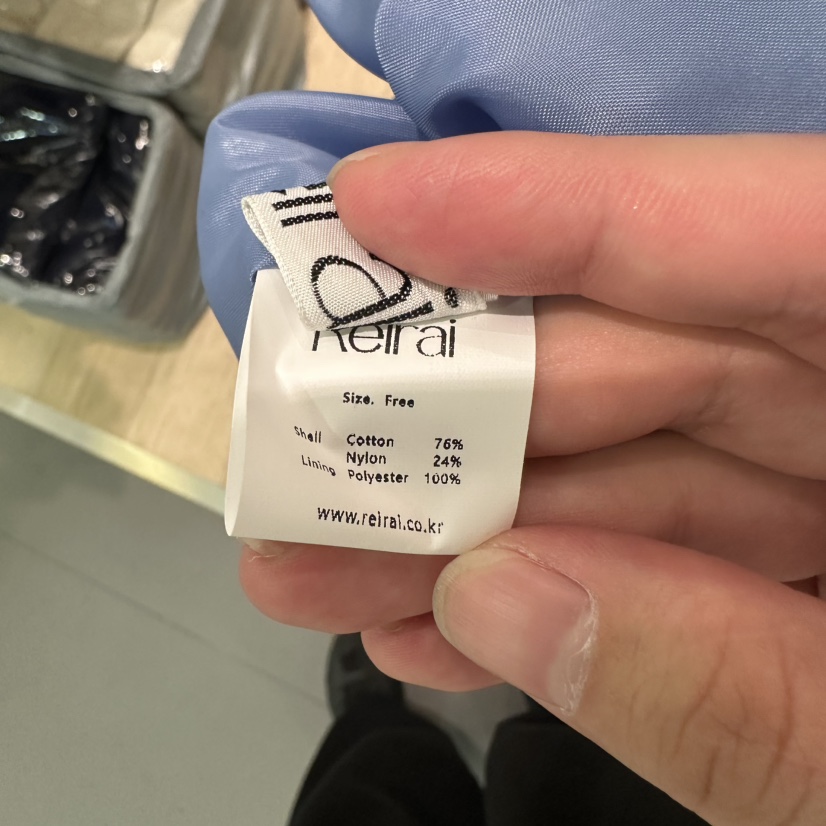 Reirai
Size. Free
Shell Cotton 76%
Nylon 24%
Lining Polyester 100%
www.reirai.co.kr